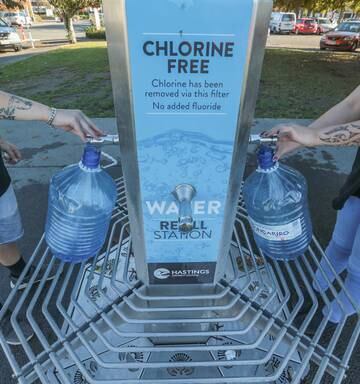 CHLORINE
FREE
Chlorine has been
removed via this filter
No added fluoride
WATER
REFILL
STATION
HASTINGS